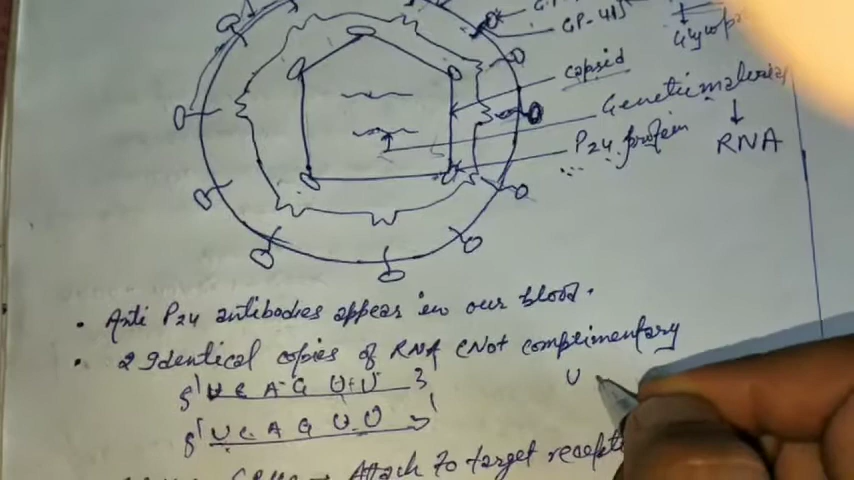 GP-41
Glycop
capsid
Genetic material
RNA
P24 protein
• Anti P24 antibodies appear in our blood.
• 2 Identical copies of RNA (Not complimentary
5' U C A G U U 3'
5' U C A G U U 3'
U
→ Attach to target recept